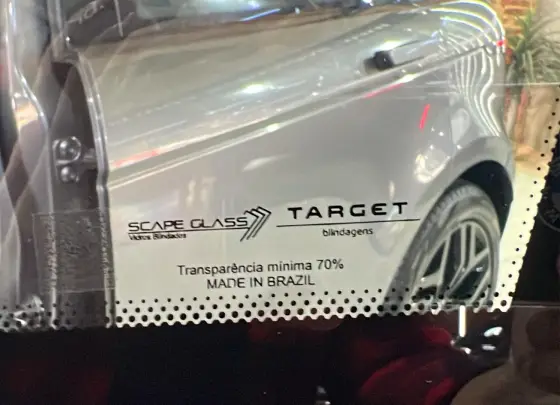 SCAPE GLASS
Vidros Blindados
TARGET
blindagens
Transparência mínima 70%
MADE IN BRAZIL